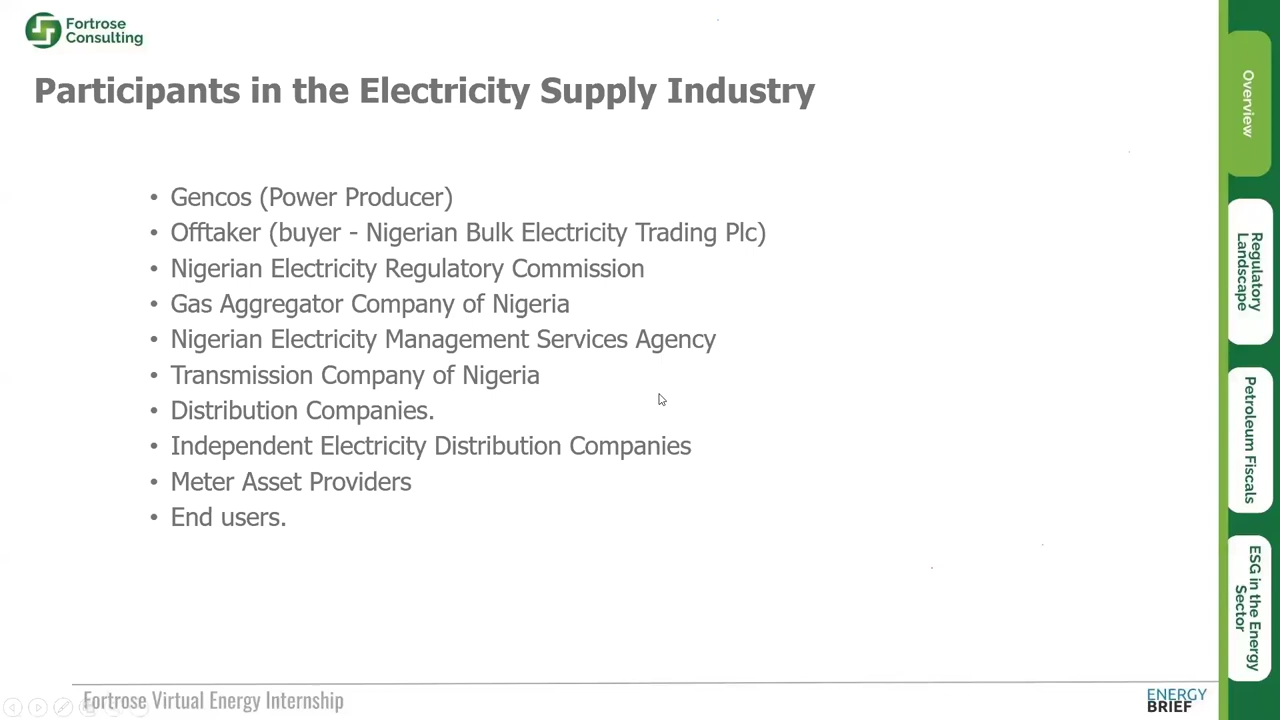 Fortrose
Consulting
Participants in the Electricity Supply Industry
• Gencos (Power Producer)
• Offtaker (buyer - Nigerian Bulk Electricity Trading Plc)
• Nigerian Electricity Regulatory Commission
• Gas Aggregator Company of Nigeria
• Nigerian Electricity Management Services Agency
• Transmission Company of Nigeria
• Distribution Companies.
• Independent Electricity Distribution Companies
• Meter Asset Providers
• End users.
Overview
Regulatory
Landscape
Petroleum Fiscals
ESG in the Energy
Sector
Fortrose Virtual Energy Internship
ENERGY
BRIEF